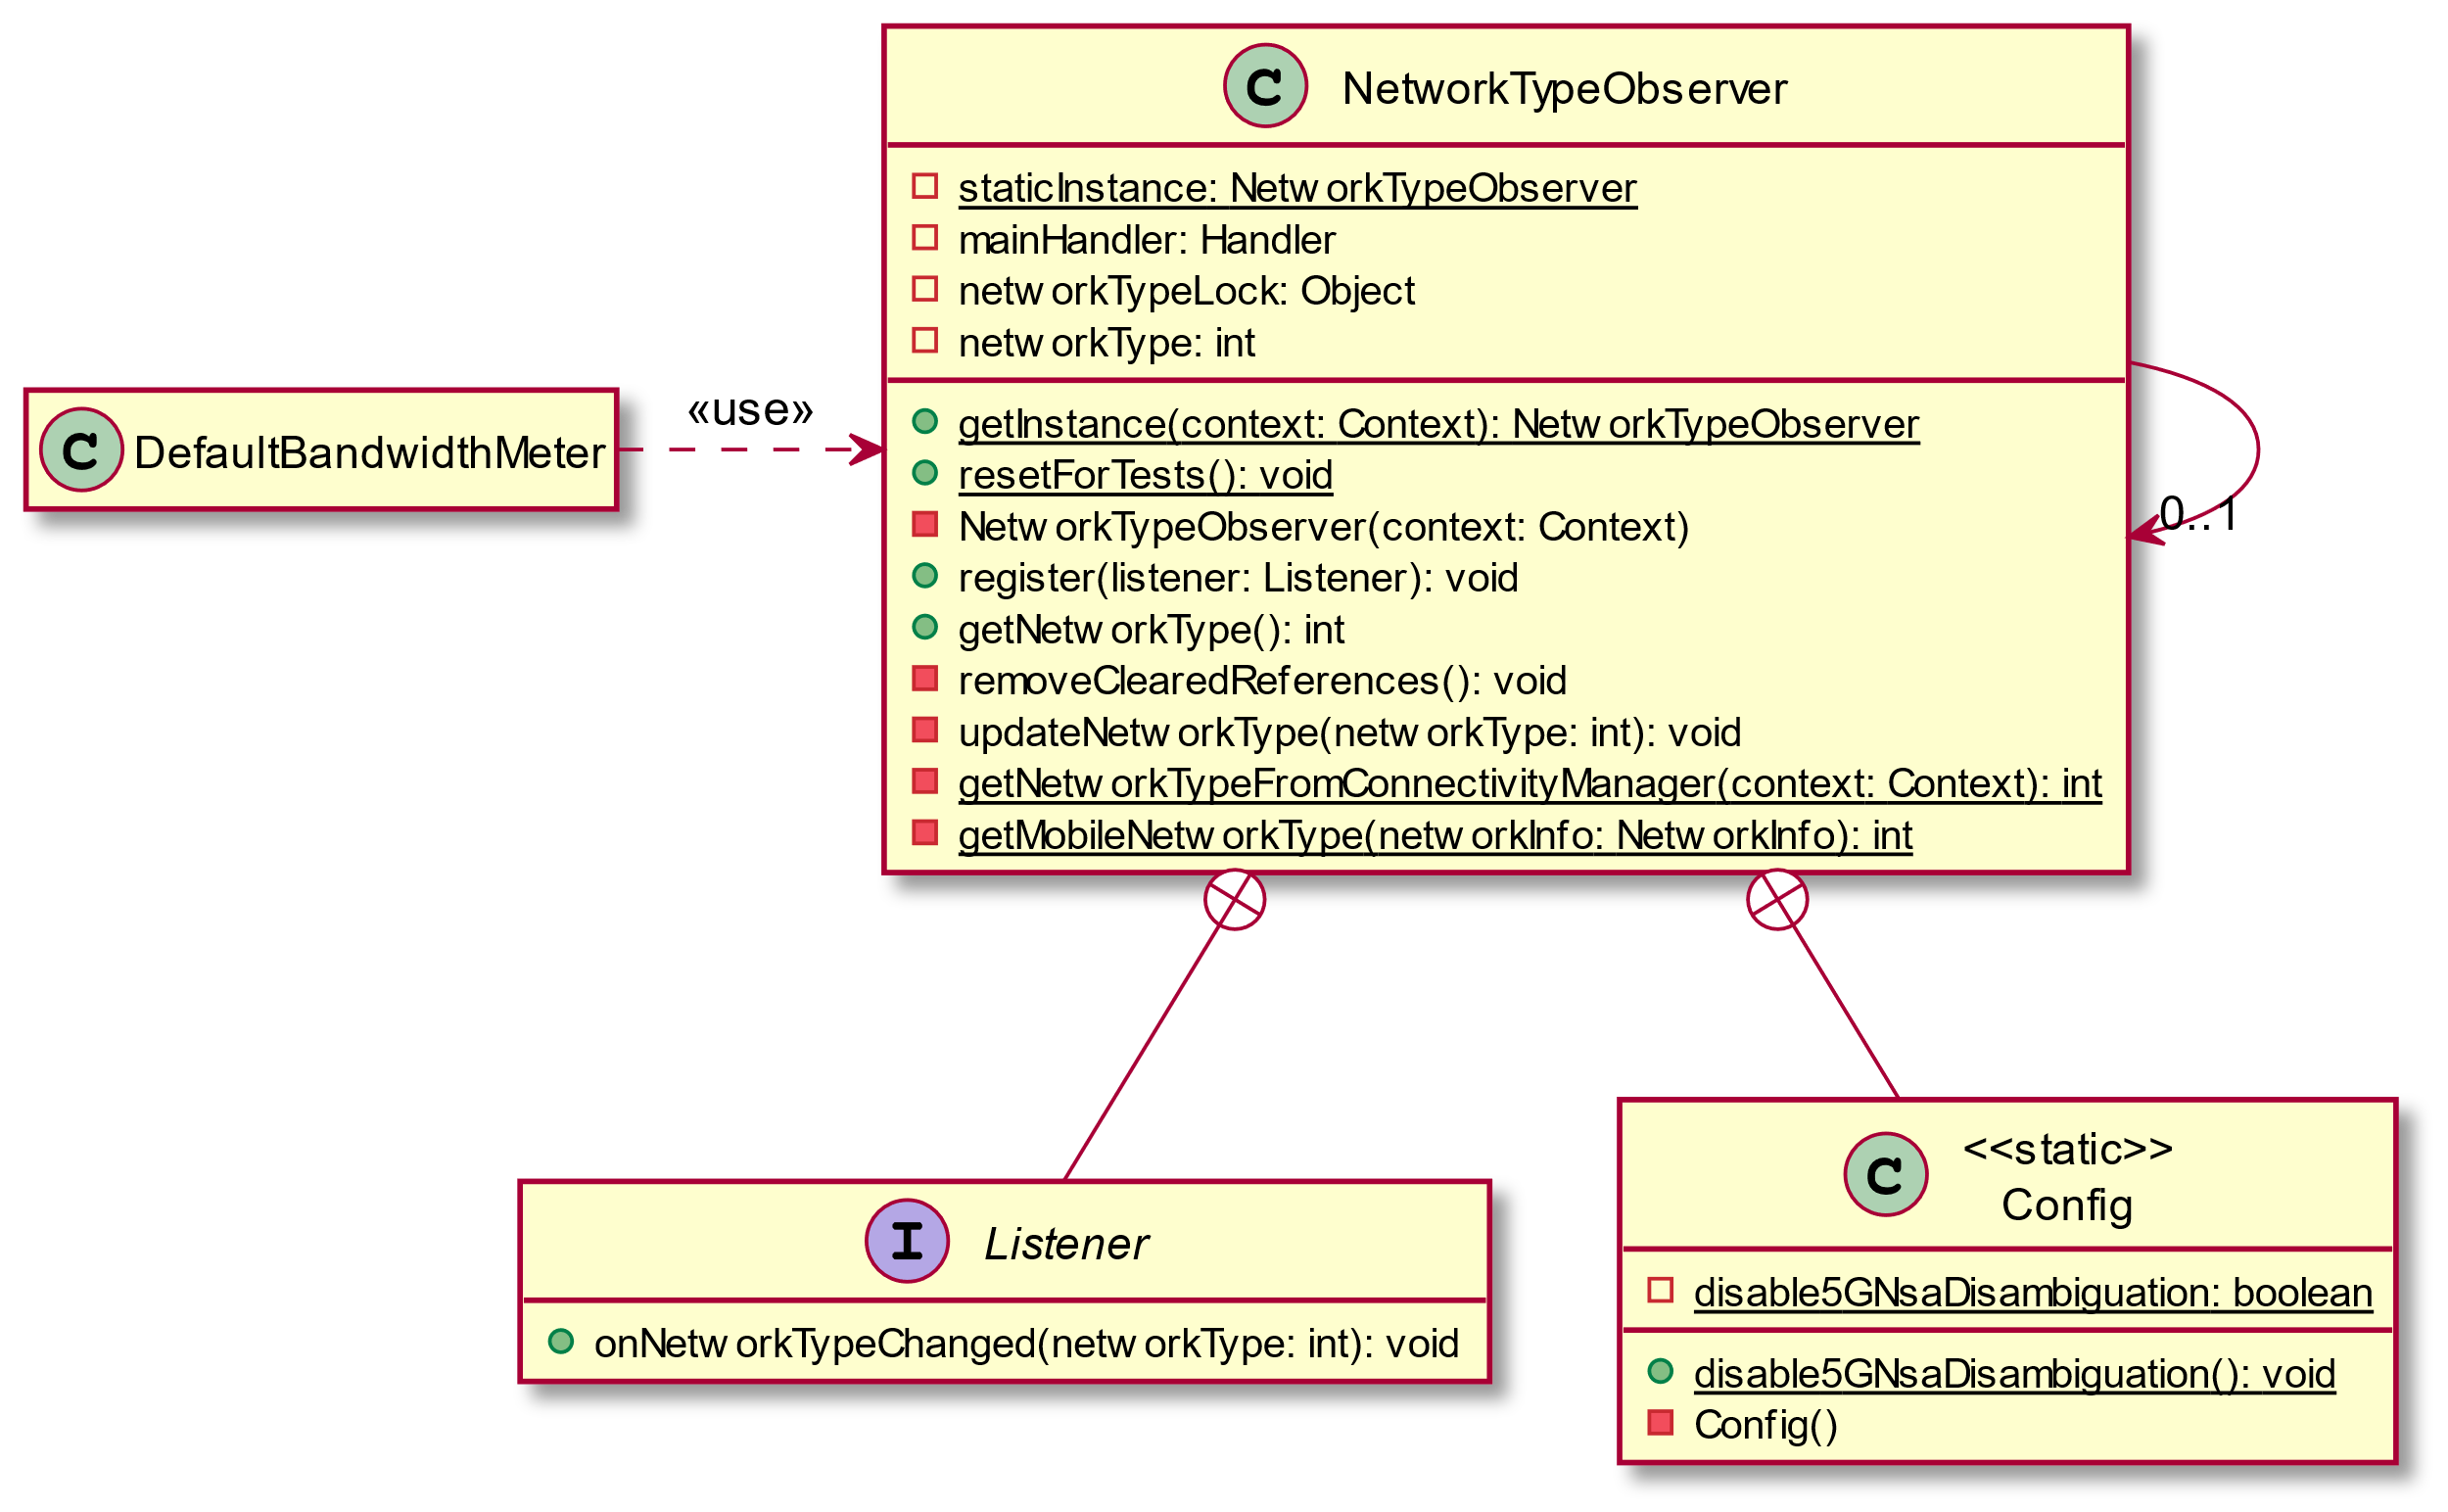 C NetworkTypeObserver
staticInstance: NetworkTypeObserver
mainHandler: Handler
networkTypeLock: Object
networkType: int
getInstance(context: Context): NetworkTypeObserver
resetForTests(): void
NetworkTypeObserver(context: Context)
register(listener: Listener): void
getNetworkType(): int
removeClearedReferences(): void
updateNetworkType(networkType: int): void
getNetworkTypeFromConnectivityManager(context: Context): int
getMobileNetworkType(networkInfo: NetworkInfo): int
C DefaultBandwidthMeter
«use»
0..1
I Listener
onNetworkTypeChanged(networkType: int): void
<<static>>
C Config
disable5GNsaDisambiguation: boolean
disable5GNsaDisambiguation(): void
Config()